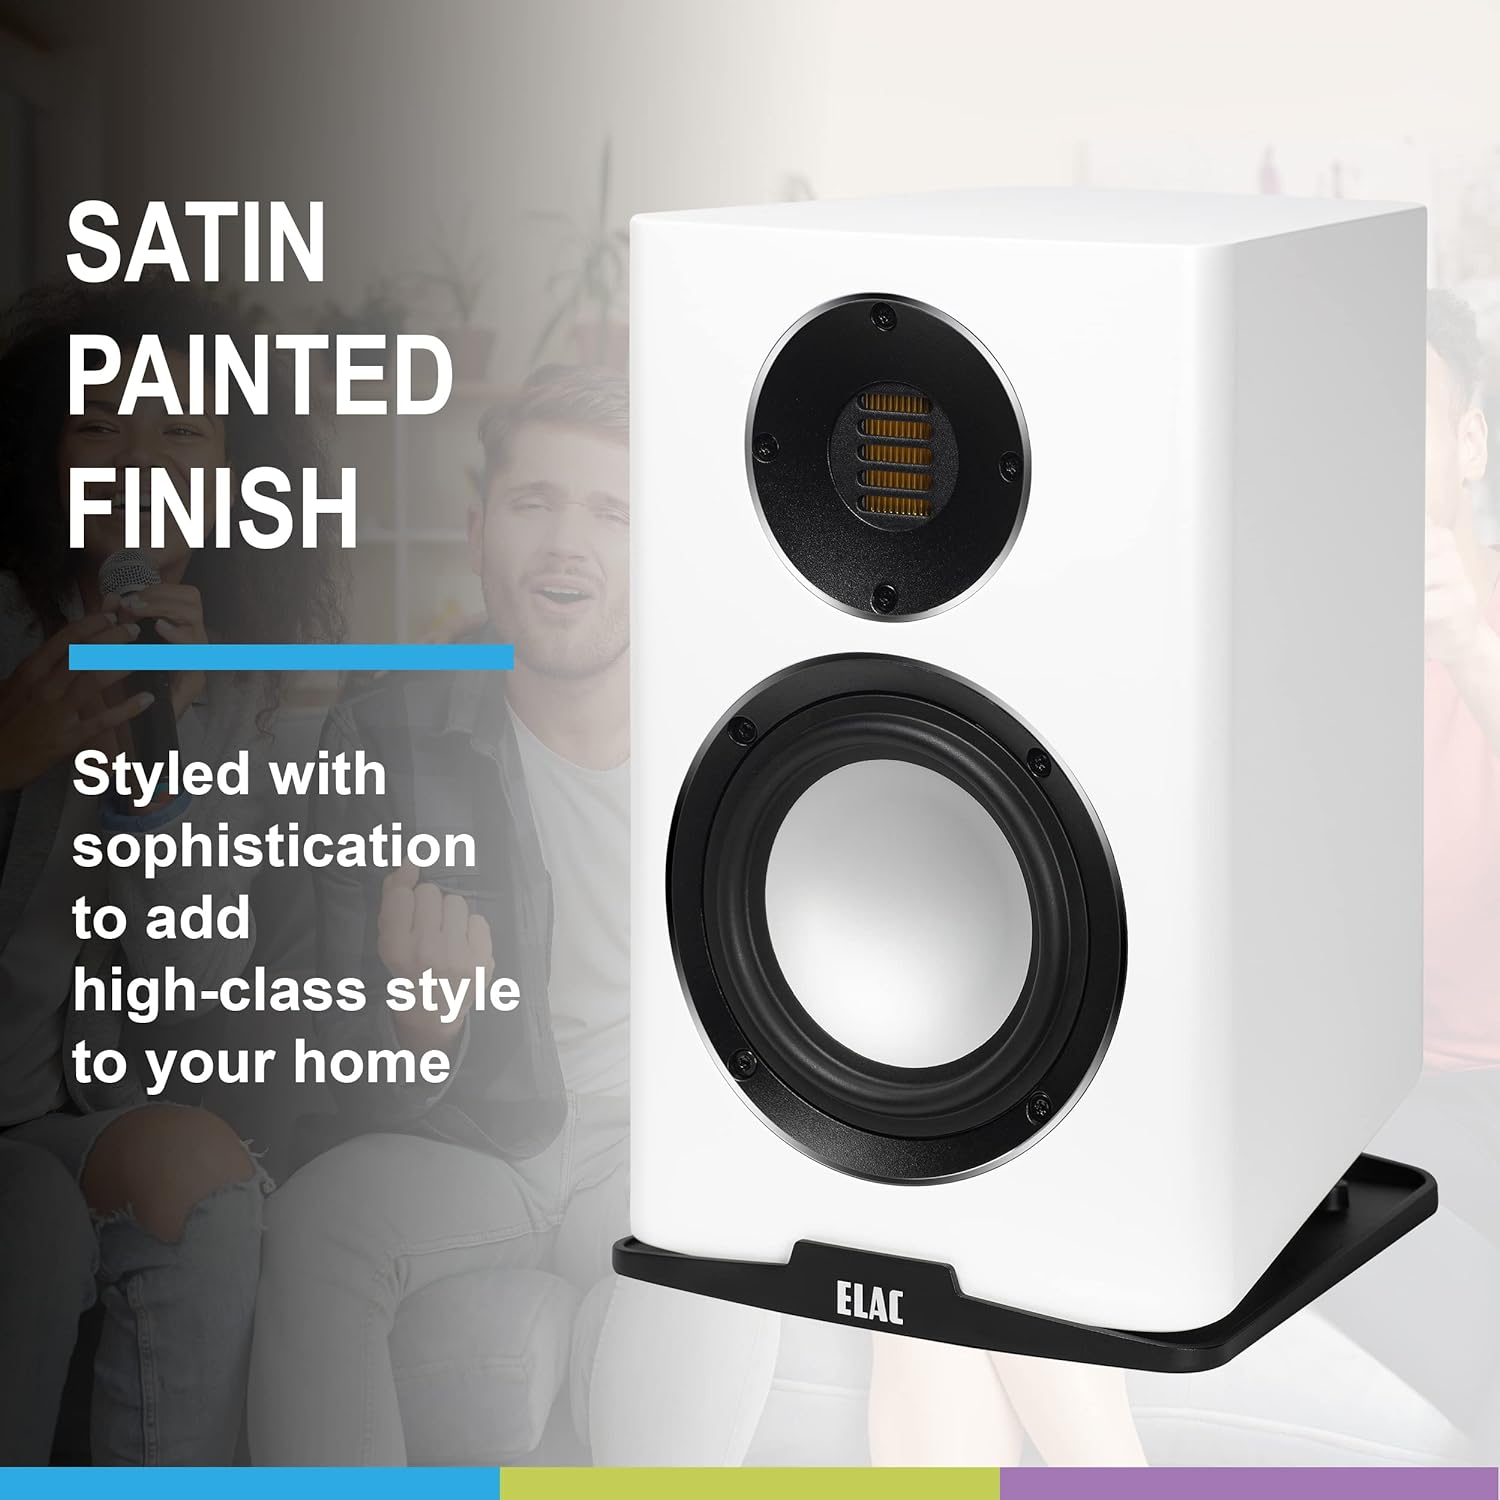 SATIN
PAINTED
FINISH
Styled with
sophistication
to add
high-class style
to your home
ELAC